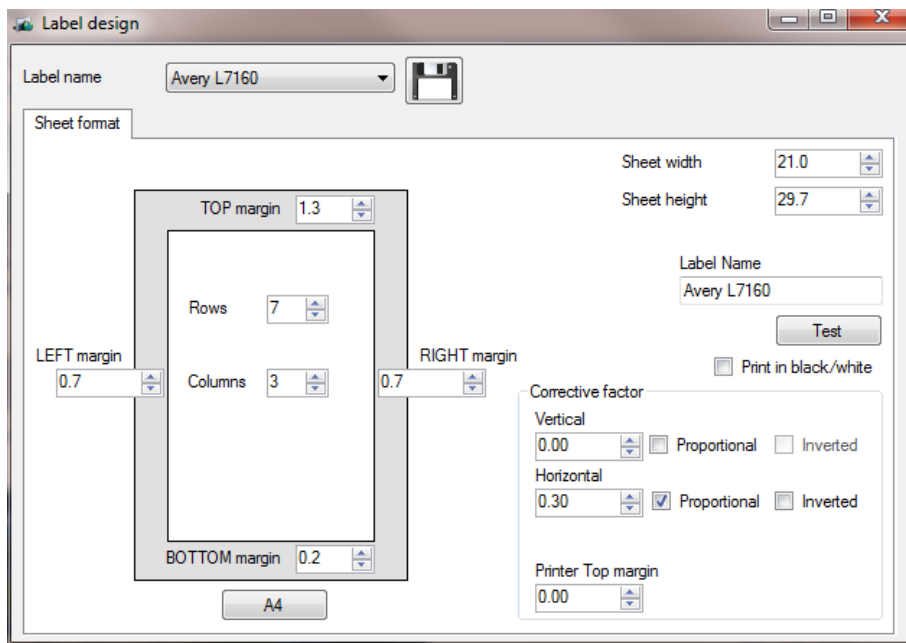 Label design
Label name Avery L7160
Sheet format
Sheet width 21.0
Sheet height 29.7
TOP margin 1.3
Label Name
Avery L7160
Rows 7
Test
LEFT margin
0.7
RIGHT margin
0.7
Columns 3
Print in black/white
Corrective factor
Vertical
0.00 Proportional Inverted
Horizontal
0.30 Proportional Inverted
BOTTOM margin 0.2
Printer Top margin
0.00
A4